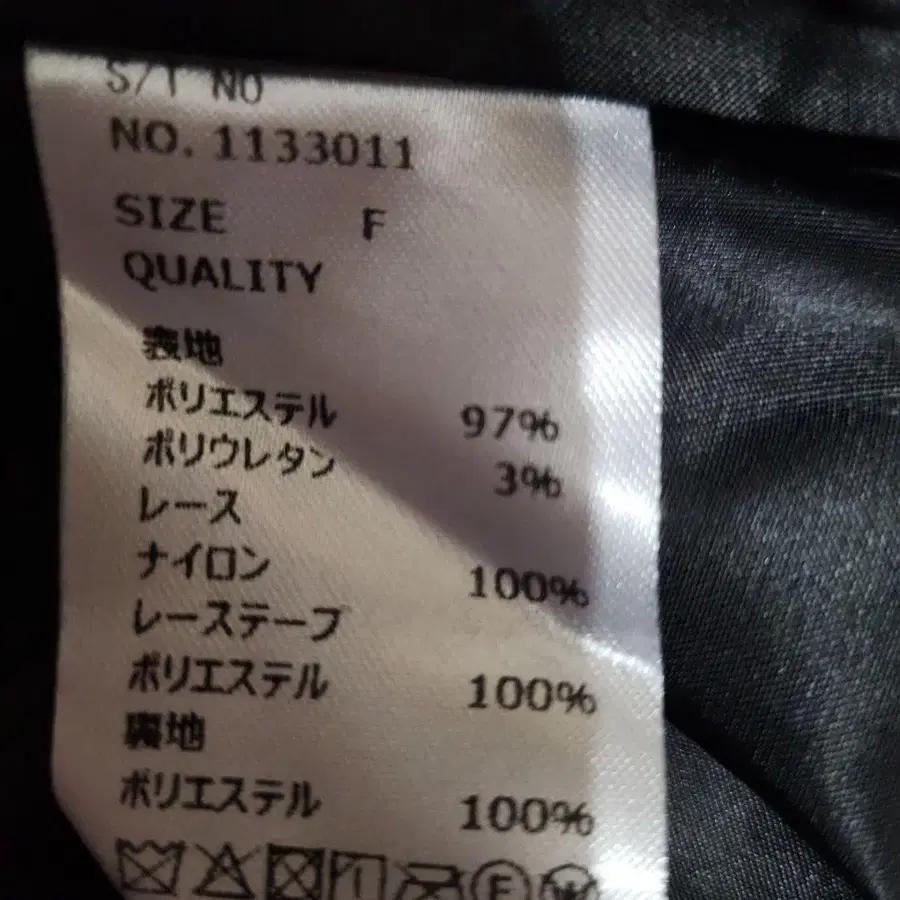 S/T NO
NO. 1133011
SIZE F
QUALITY
表地
ポリエステル 97%
ポリウレタン 3%
レース
ナイロン 100%
レーステープ
ポリエステル 100%
裏地
ポリエステル 100%
F
W